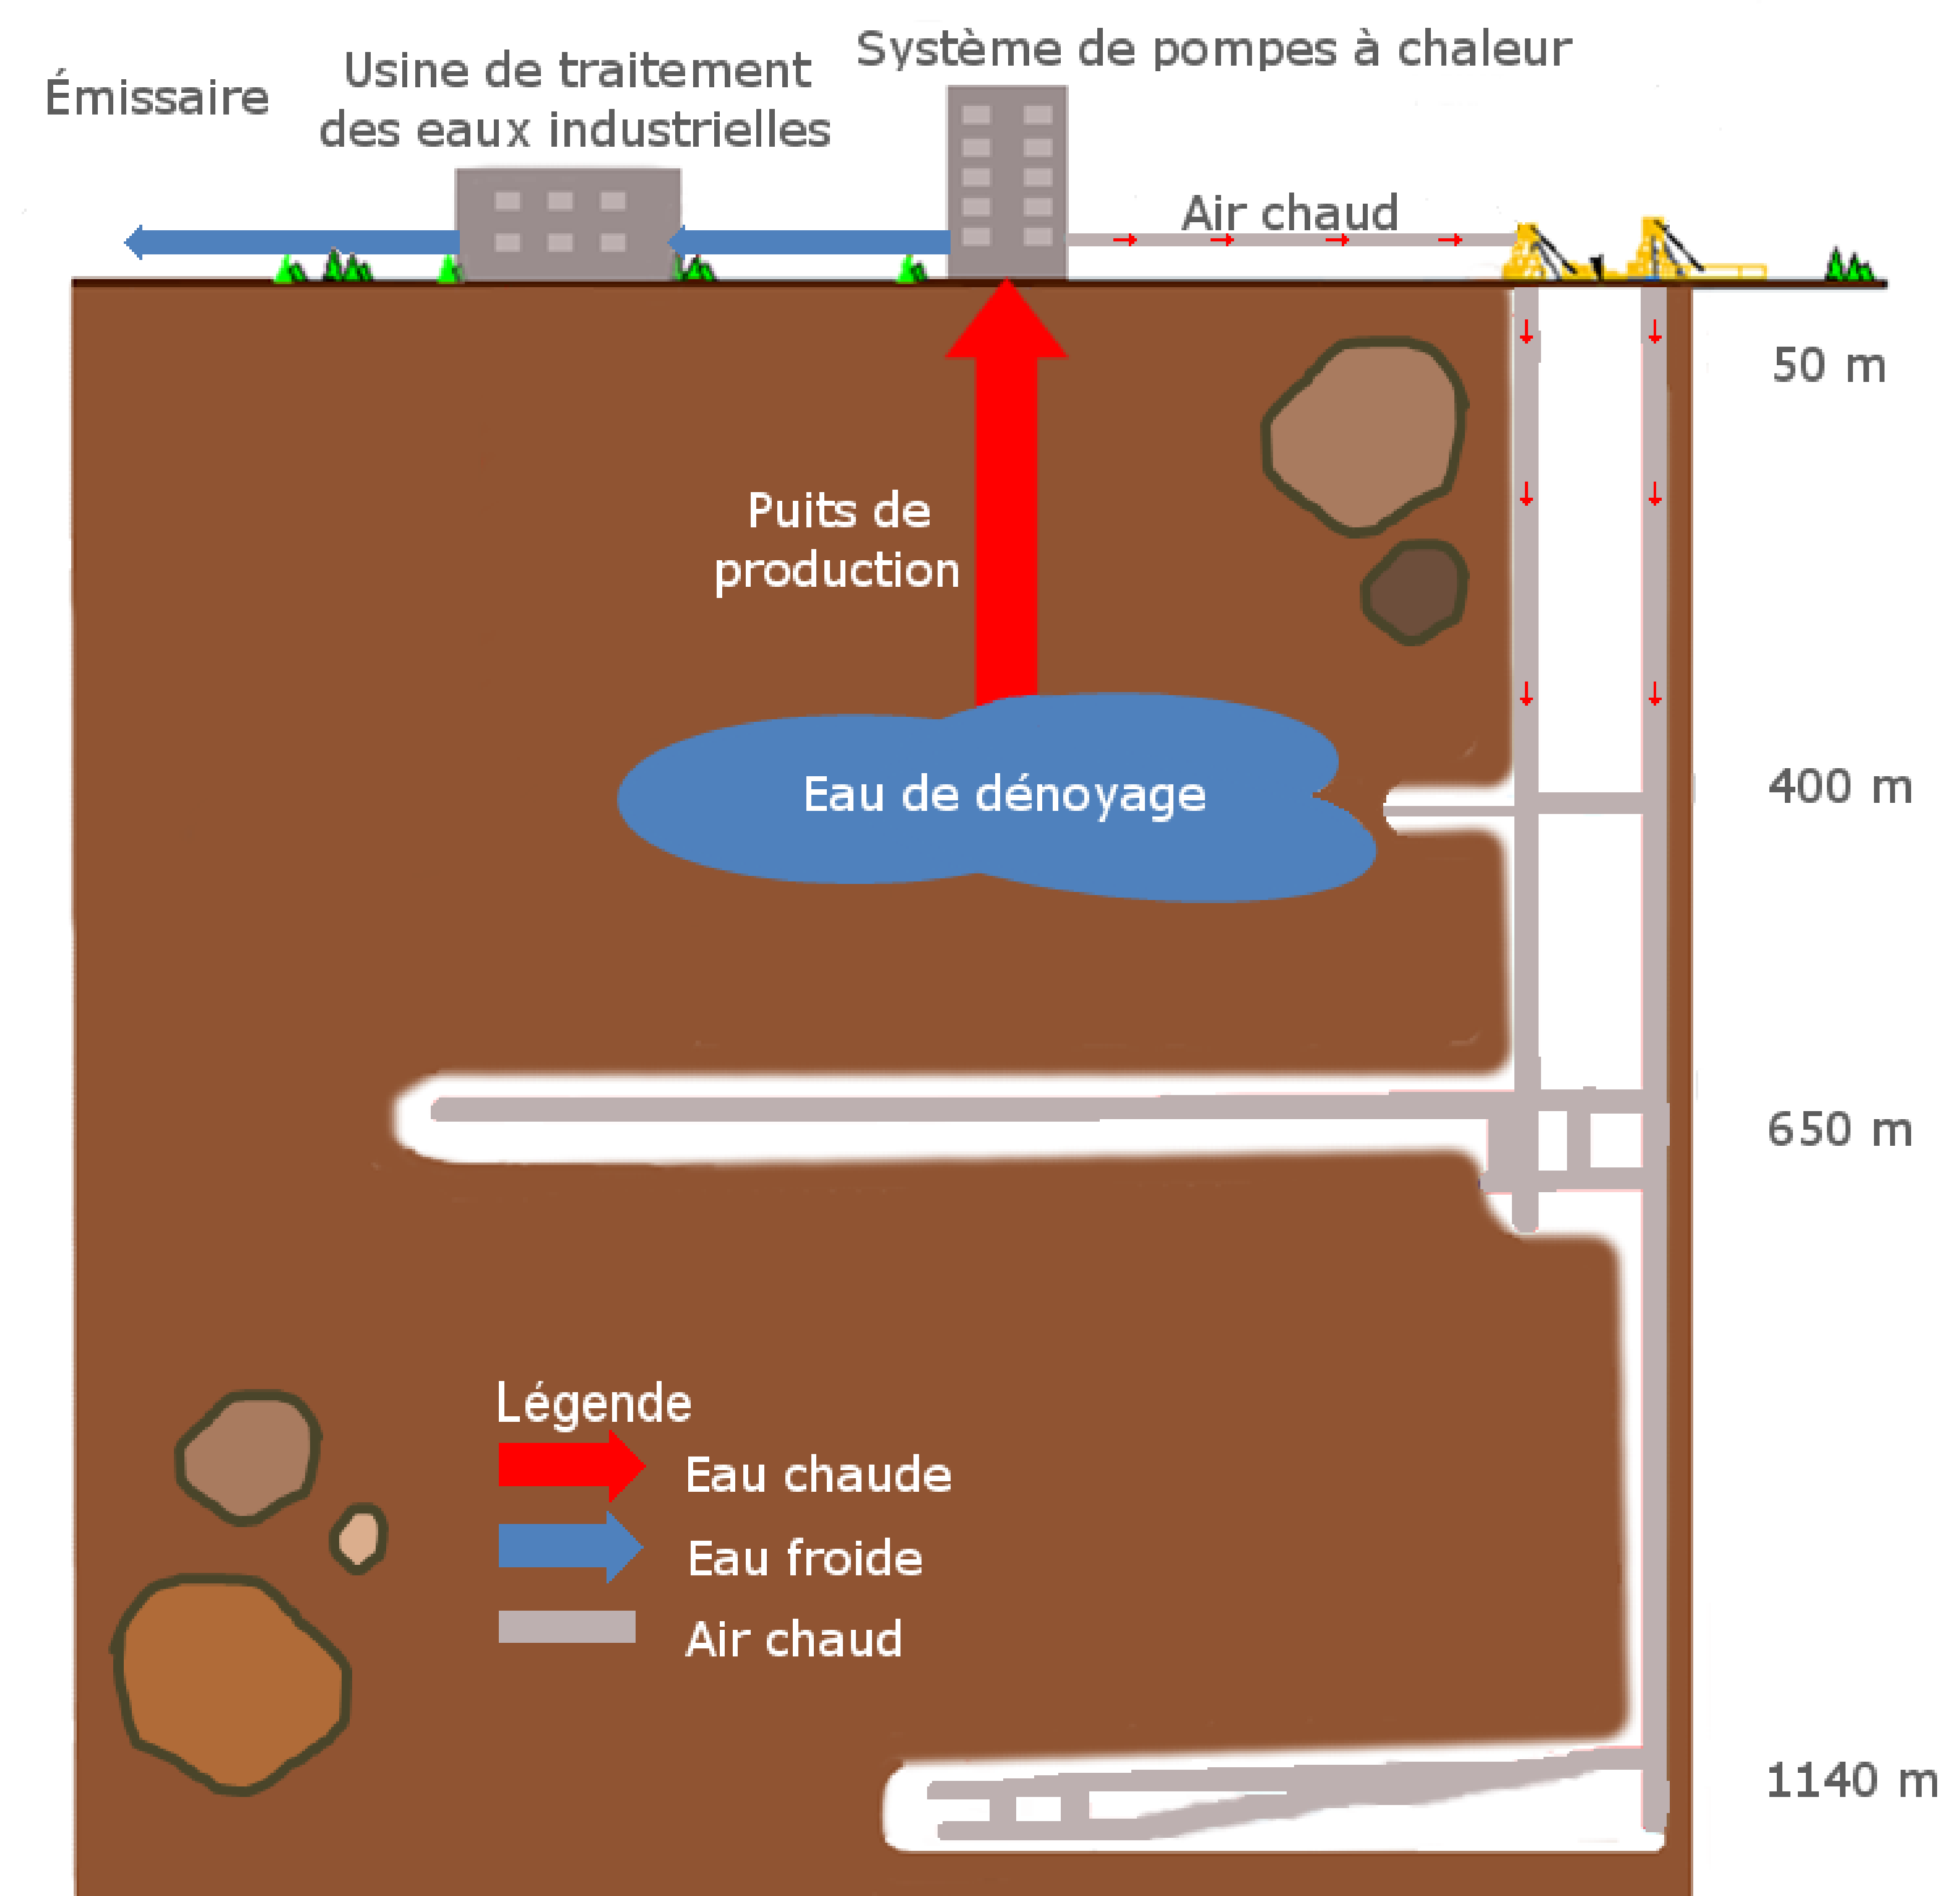 Émissaire
Usine de traitement
des eaux industrielles
Système de pompes à chaleur
Air chaud
50 m
Puits de
production
Eau de dénoyage
400 m
650 m
Légende
Eau chaude
Eau froide
Air chaud
1140 m